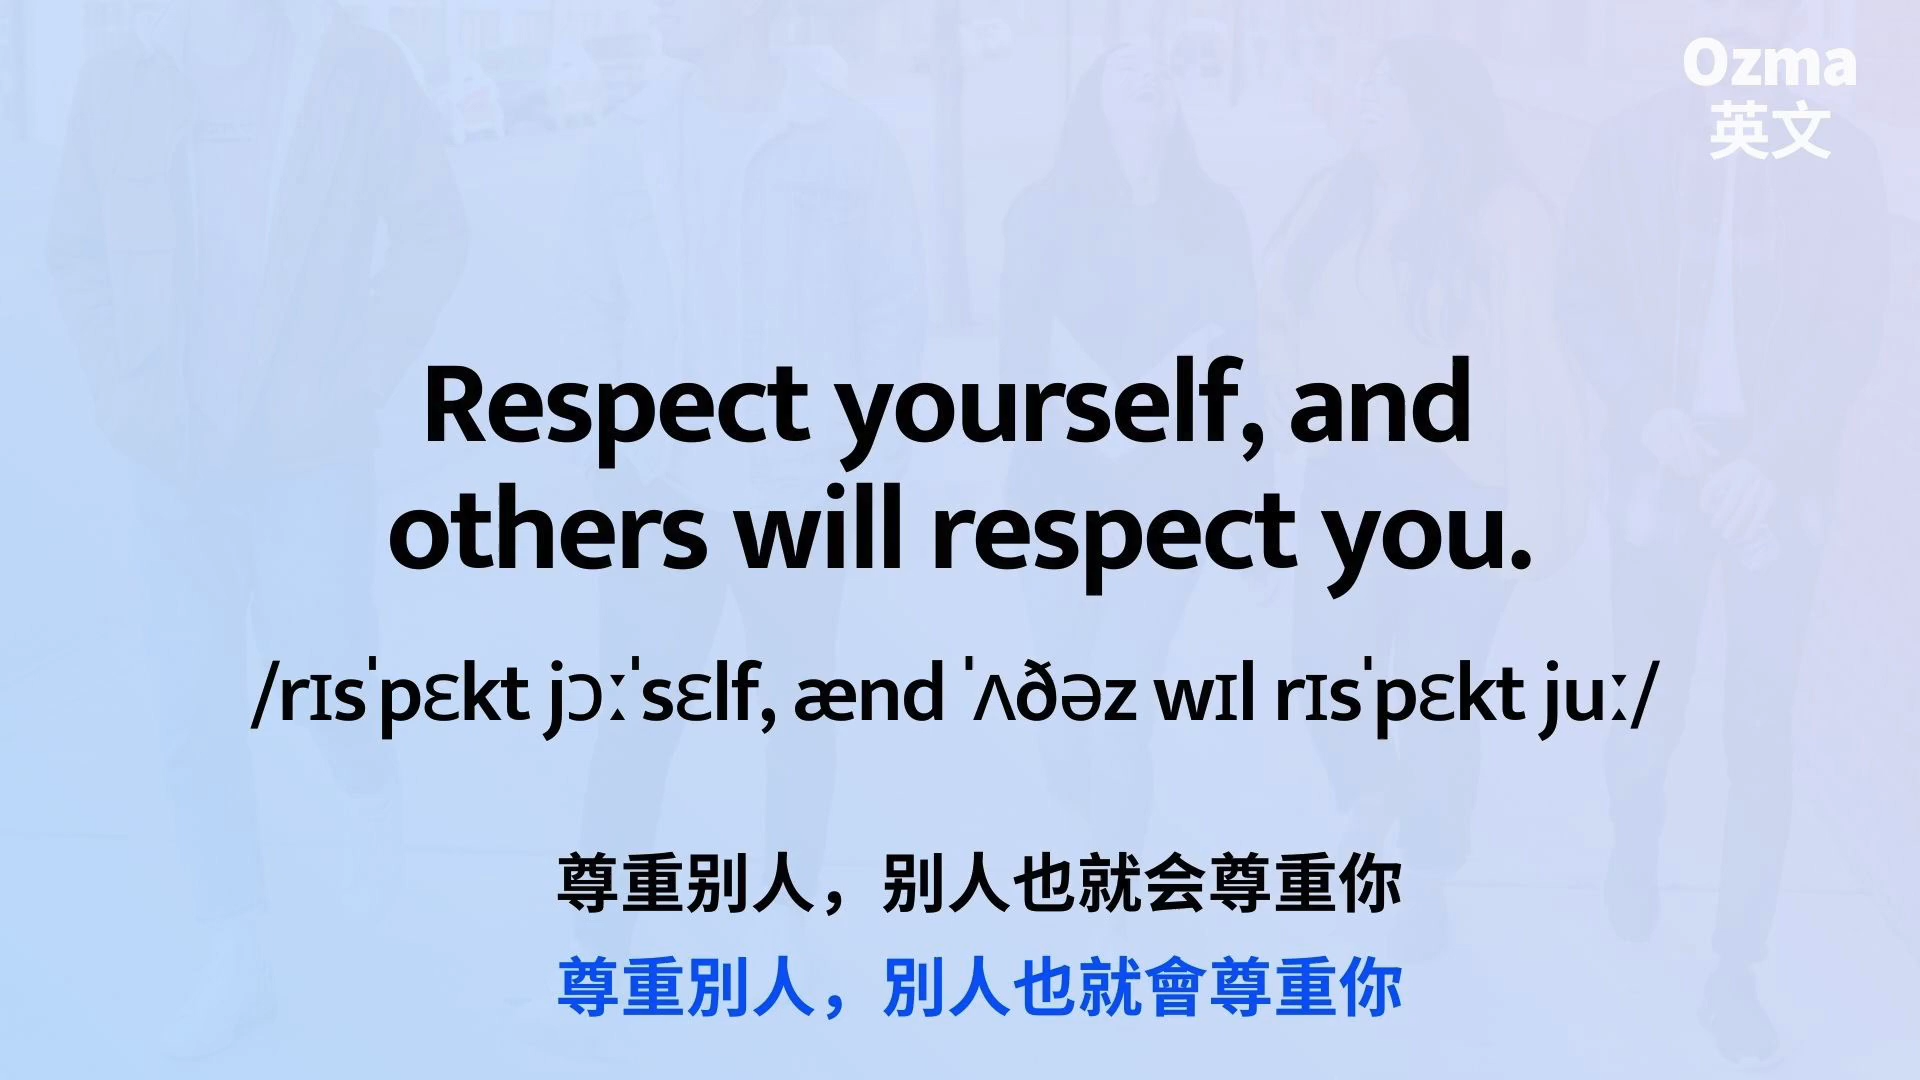 Ozma
英文
Respect yourself, and
others will respect you.
/rɪsˈpɛkt jɔːˈsɛlf, ænd ˈʌðəz wɪl rɪsˈpɛkt juː/
尊重别人，别人也就会尊重你
尊重別人，別人也就會尊重你